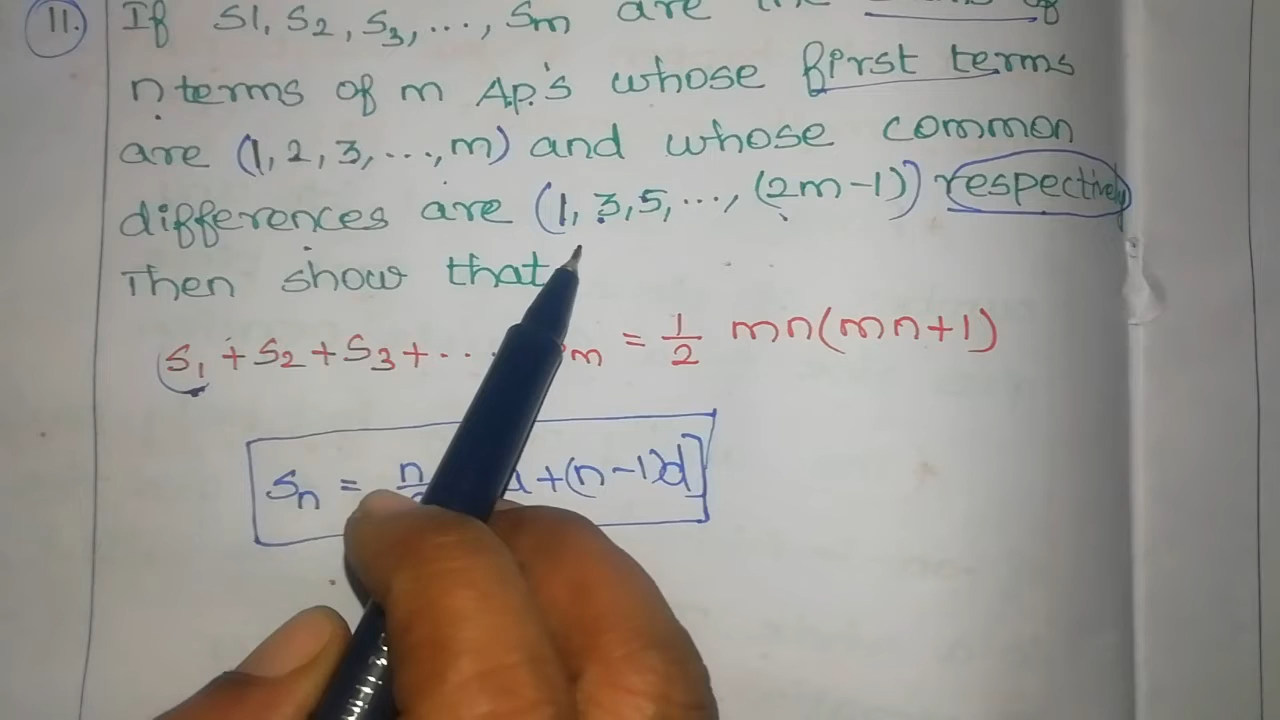 11. If S1, S2, S3, ..., Sm are the of
n terms of m A.P.'s whose first terms
are (1, 2, 3, ..., m) and whose common
differences are (1, 3, 5, ..., (2m-1)) respectively
Then show that
S1 + S2 + S3 + ... m = 1/2 mn(mn+1)
Sn = n +(n-1)d]